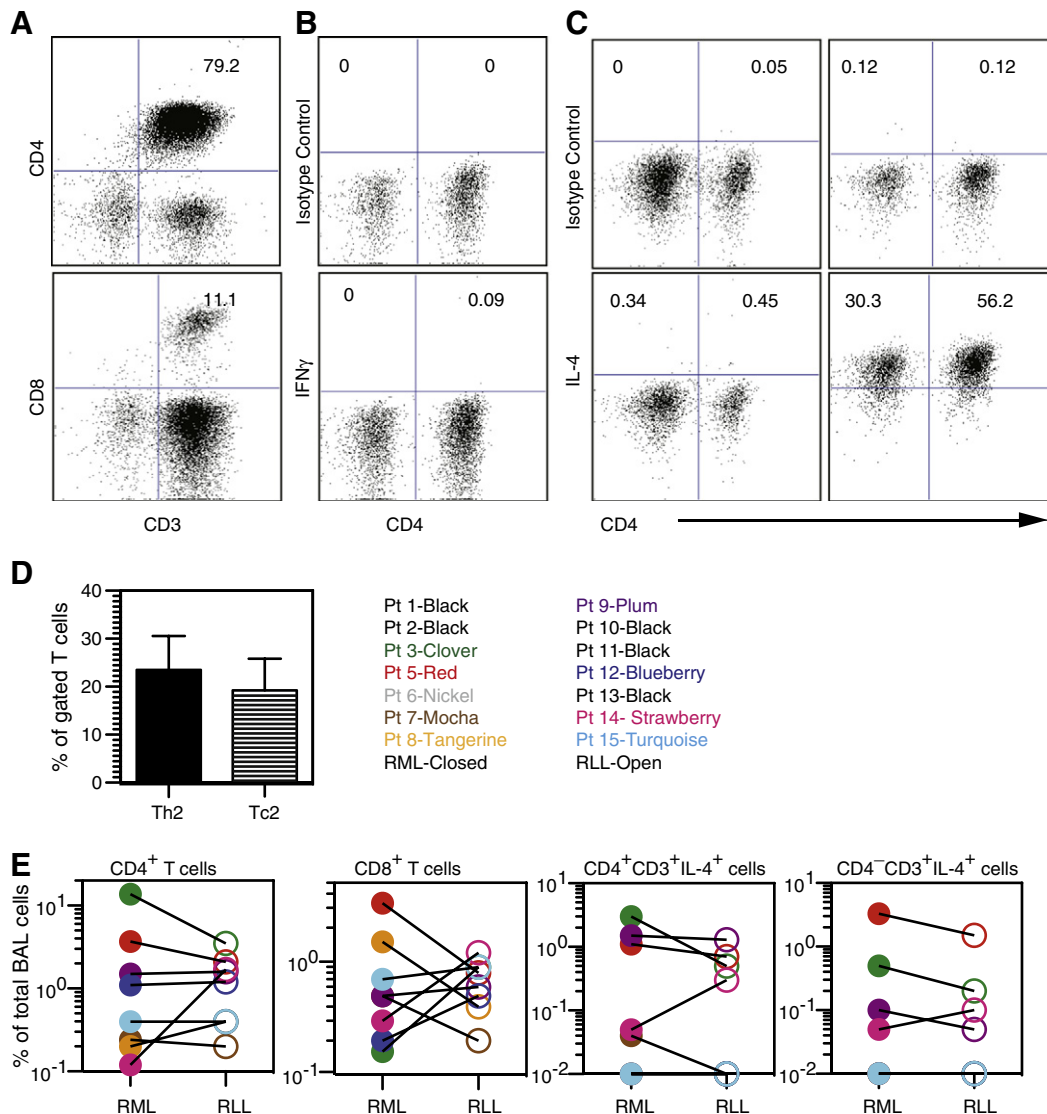 A
B
C
79.2
CD4
11.1
CD8
CD3
0 0
Isotype Control
0 0.09
IFNγ
CD4
0 0.05 0.12 0.12
Isotype Control
0.34 0.45 30.3 56.2
IL-4
CD4
D
40
30
20
10
0
% of gated T cells
Th2 Tc2
Pt 1-Black
Pt 2-Black
Pt 3-Clover
Pt 5-Red
Pt 6-Nickel
Pt 7-Mocha
Pt 8-Tangerine
RML-Closed
Pt 9-Plum
Pt 10-Black
Pt 11-Black
Pt 12-Blueberry
Pt 13-Black
Pt 14- Strawberry
Pt 15-Turquoise
RLL-Open
E
% of total BAL cells
CD4⁺ T cells
10¹
10⁰
10⁻¹
RML RLL
CD8⁺ T cells
10⁰
10⁻¹
RML RLL
CD4⁺CD3⁺IL-4⁺ cells
10¹
10⁰
10⁻¹
10⁻²
RML RLL
CD4⁻CD3⁺IL-4⁺ cells
10¹
10⁰
10⁻¹
10⁻²
RML RLL